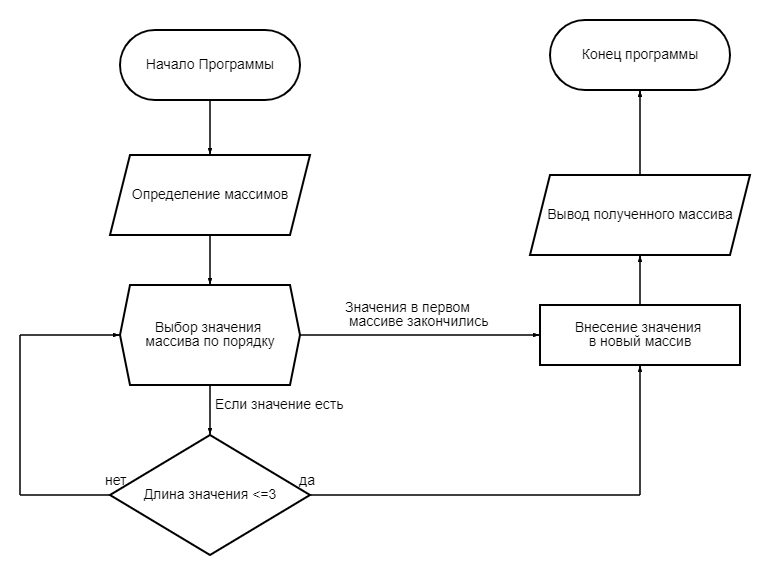 Начало Программы
Конец программы
Определение массимов
Вывод полученного массива
Выбор значения
массива по порядку
Значения в первом
массиве закончились
Внесение значения
в новый массив
Если значение есть
нет
Длина значения <=3
да